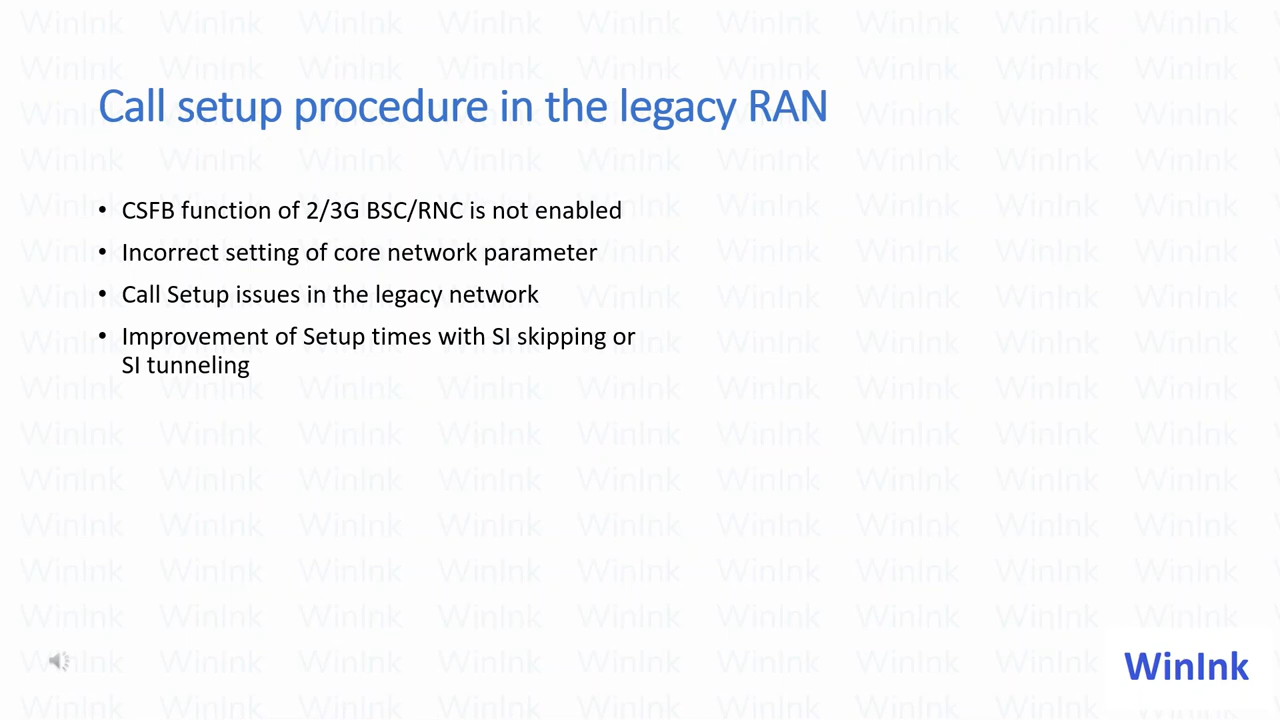 Call setup procedure in the legacy RAN
• CSFB function of 2/3G BSC/RNC is not enabled
• Incorrect setting of core network parameter
• Call Setup issues in the legacy network
• Improvement of Setup times with SI skipping or
SI tunneling
WinInk